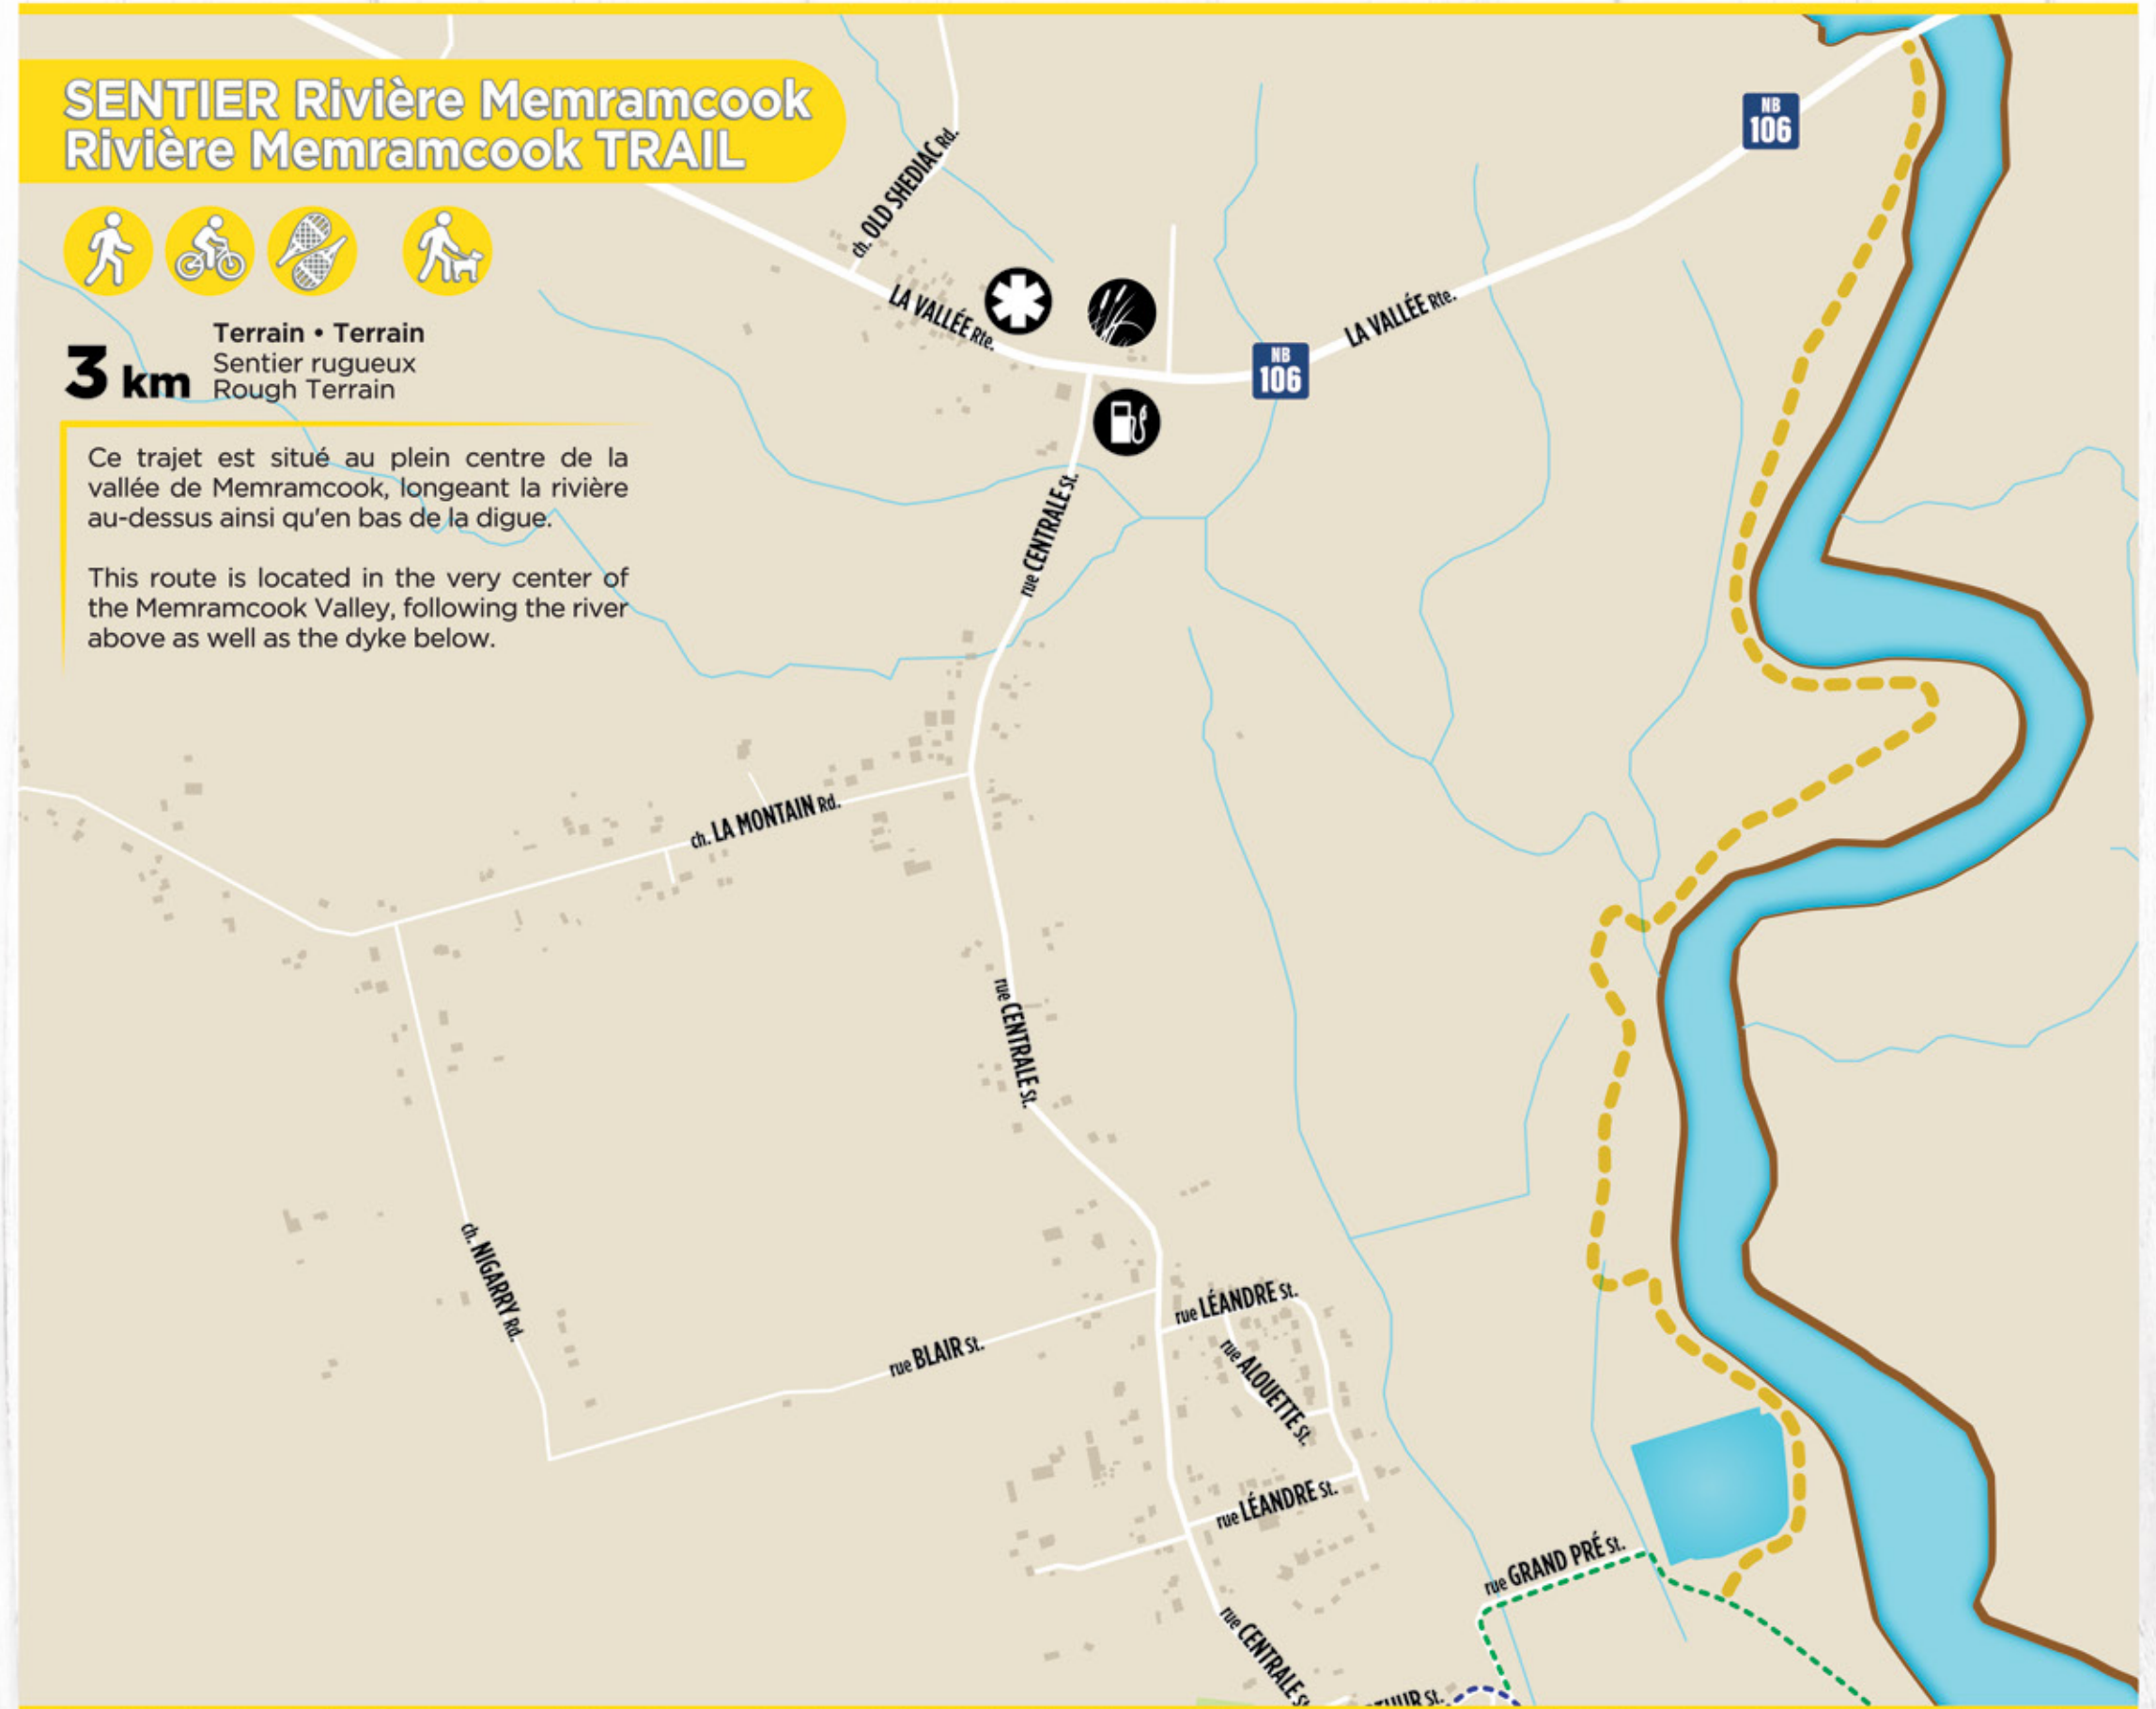 SENTIER Rivière Memramcook
Rivière Memramcook TRAIL
3 km
Terrain • Terrain
Sentier rugueux
Rough Terrain
Ce trajet est situé au plein centre de la
vallée de Memramcook, longeant la rivière
au-dessus ainsi qu'en bas de la digue.
This route is located in the very center of
the Memramcook Valley, following the river
above as well as the dyke below.
ch. OLD SHEDIAC Rd.
NB
106
LA VALLÉE Rte.
LA VALLÉE Rte.
NB
106
rue CENTRALE St.
ch. LA MONTAIN Rd.
rue CENTRALE St.
ch. NIGARRY Rd.
rue LÉANDRE St.
rue BLAIR St.
rue ALOUETTE St.
rue LÉANDRE St.
rue GRAND PRÉ St.
rue CENTRALE St.
St.